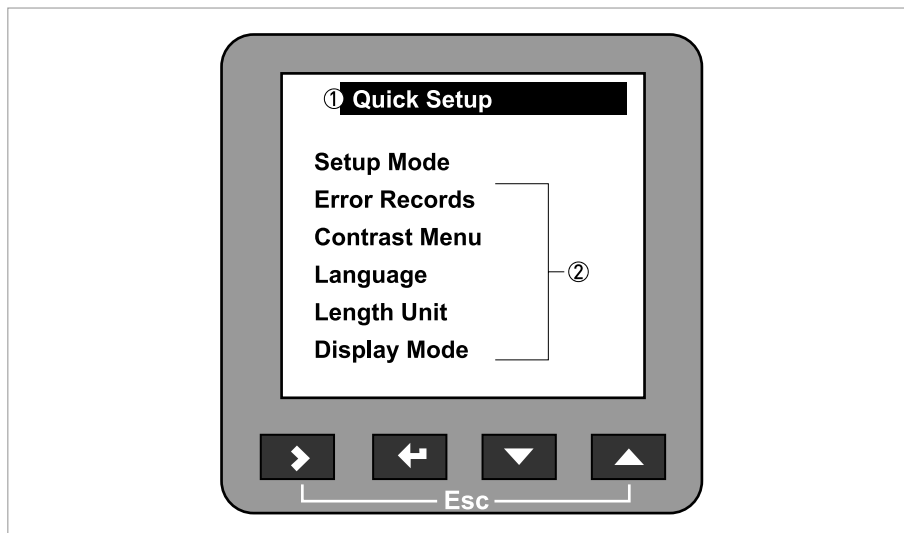 ① Quick Setup
Setup Mode
Error Records
Contrast Menu
Language
②
Length Unit
Display Mode
Esc